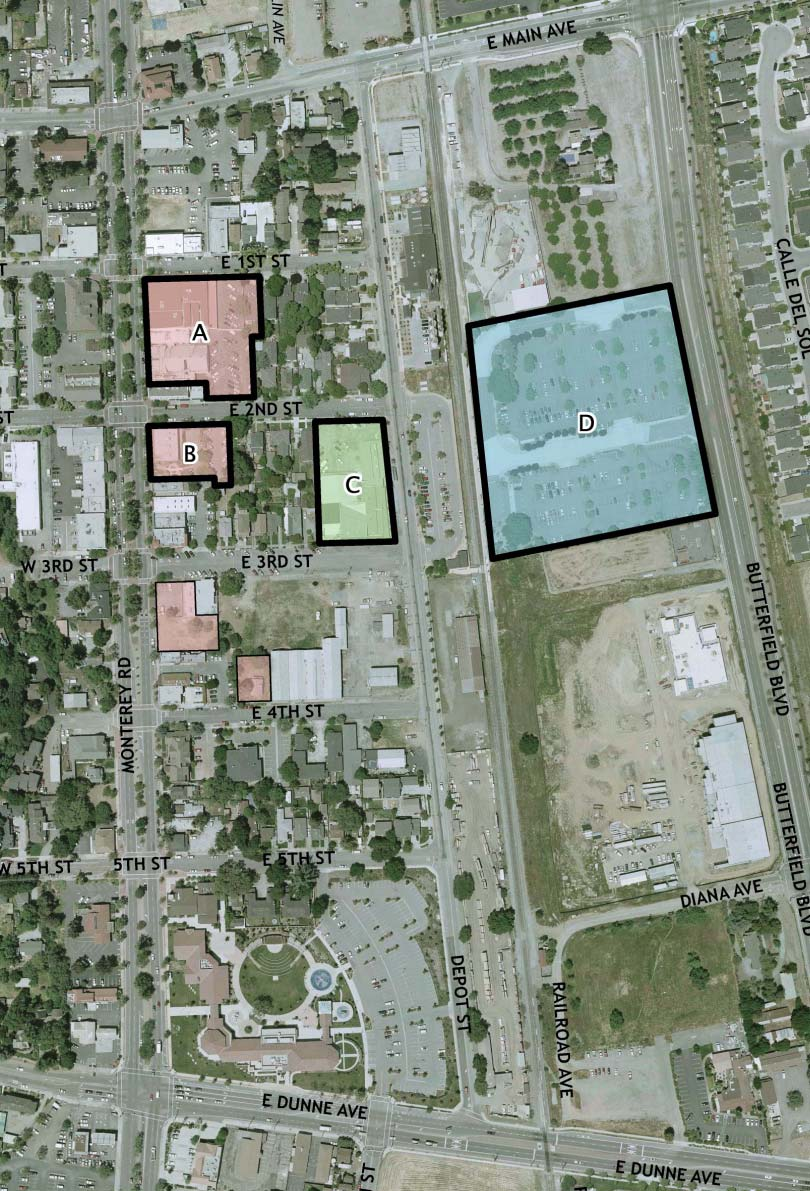 LIN AVE
E MAIN AVE
E 1ST ST
CALLE DEL SOL
A
ST
E 2ND ST
D
B
C
W 3RD ST
E 3RD ST
BUTTERFIELD BLVD
MONTEREY RD
E 4TH ST
BUTTERFIELD BLVD
W 5TH ST
5TH ST
E 5TH ST
DIANA AVE
DEPOT ST
RAILROAD AVE
E DUNNE AVE
ST
E DUNNE AVE